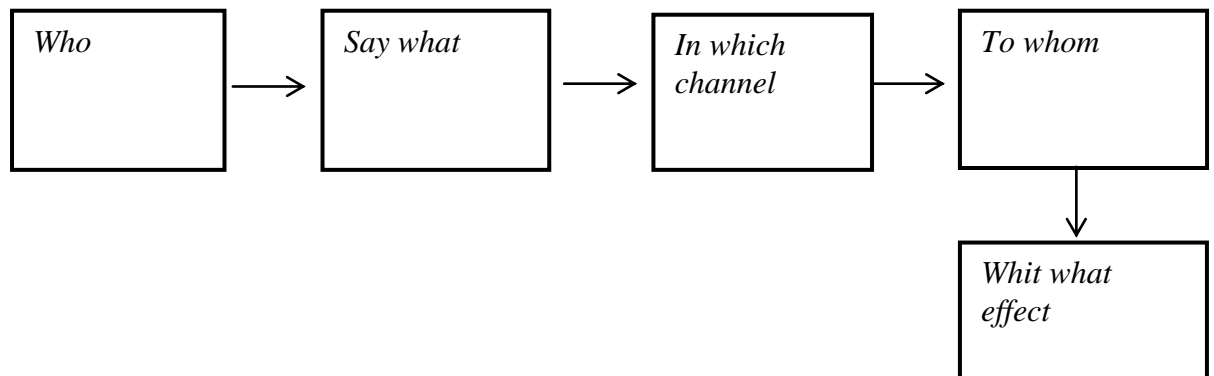 Who
Say what
In which
channel
To whom
Whit what
effect